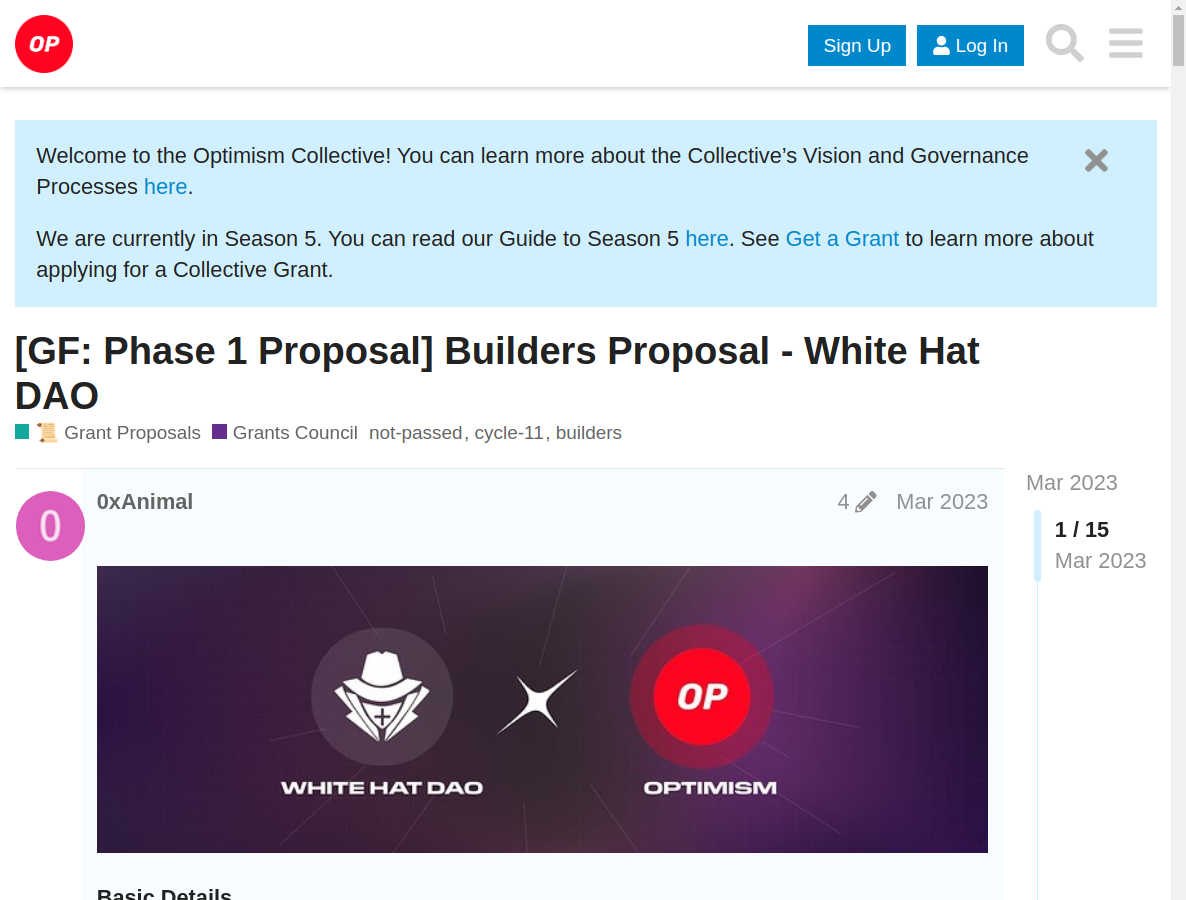 OP
Sign Up
Log In
Welcome to the Optimism Collective! You can learn more about the Collective’s Vision and Governance
Processes here.
We are currently in Season 5. You can read our Guide to Season 5 here. See Get a Grant to learn more about
applying for a Collective Grant.
[GF: Phase 1 Proposal] Builders Proposal - White Hat
DAO
Grant Proposals Grants Council not-passed, cycle-11, builders
Mar 2023
0
0xAnimal
4
Mar 2023
1 / 15
Mar 2023
OP
WHITE HAT DAO
OPTIMISM
Basic Details